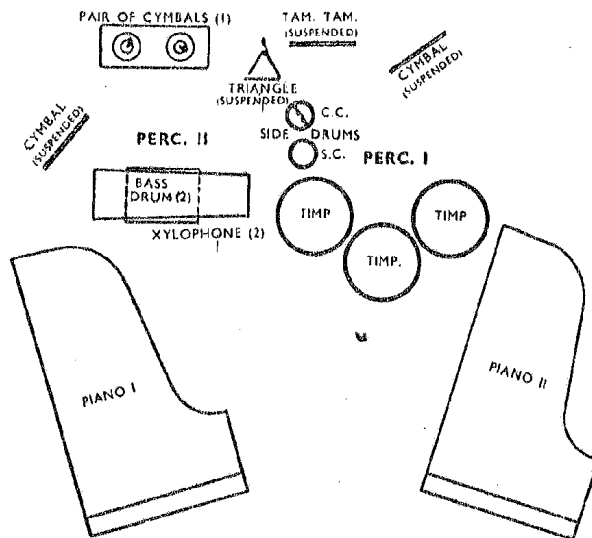 PAIR OF CYMBALS (1)
TAM. TAM.
(SUSPENDED)
CYMBAL
(SUSPENDED)
TRIANGLE
(SUSPENDED)
C.C.
SIDE DRUMS
S.C.
CYMBAL
(SUSPENDED)
PERC. II
PERC. I
BASS
DRUM (2)
XYLOPHONE (2)
TIMP
TIMP.
TIMP
PIANO I
PIANO II